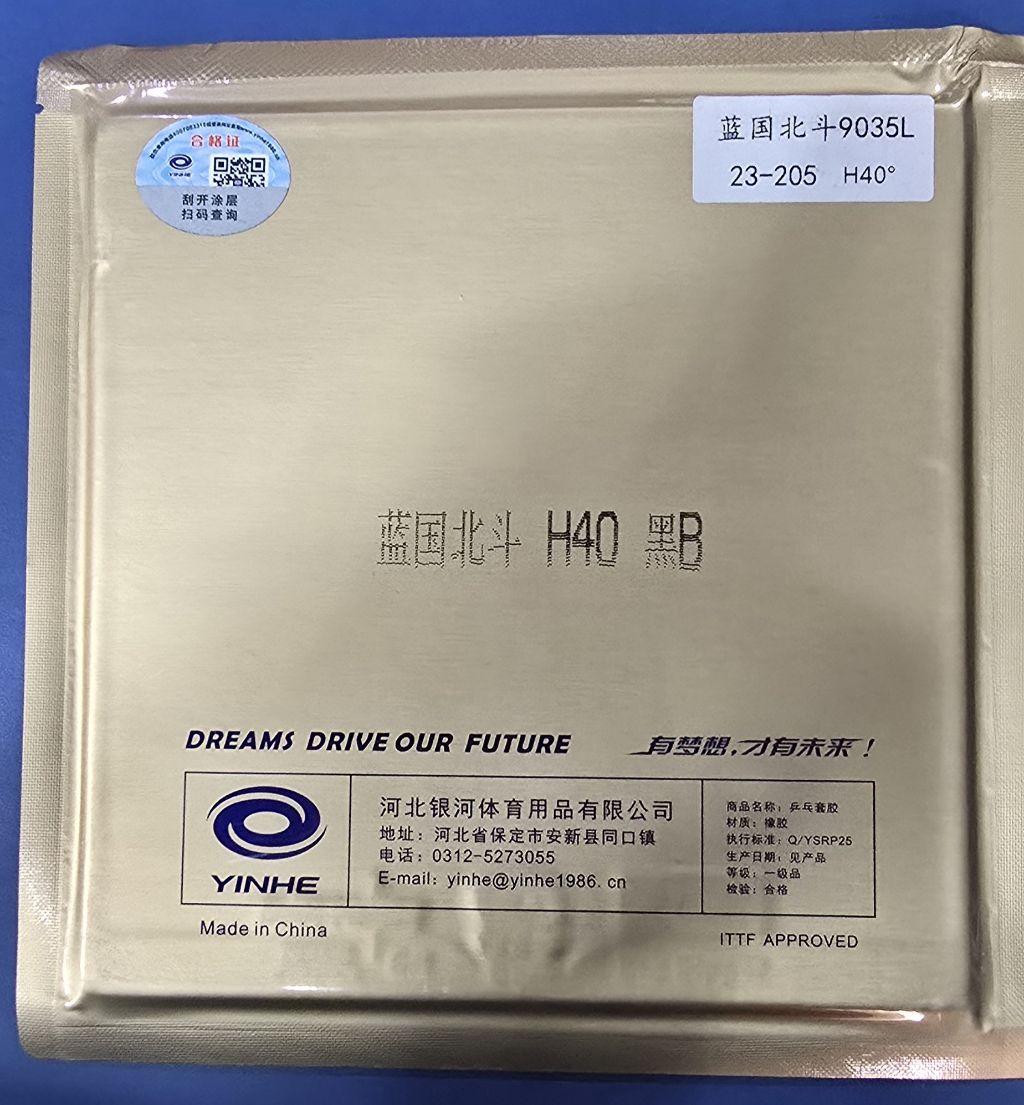 合格证
YINHE
刮开涂层
扫码查询
蓝国北斗9035L
23-205 H40°
蓝国北斗 H40 黑B
DREAMS DRIVE OUR FUTURE
有梦想,才有未来!
YINHE
河北银河体育用品有限公司
地址:河北省保定市安新县同口镇
电话:0312-5273055
E-mail:yinhe@yinhe1986.cn
商品名称:乒乓套胶
材质:橡胶
执行标准:Q/YSRP25
生产日期:见产品
等级:一级品
检验:合格
Made in China
ITTF APPROVED